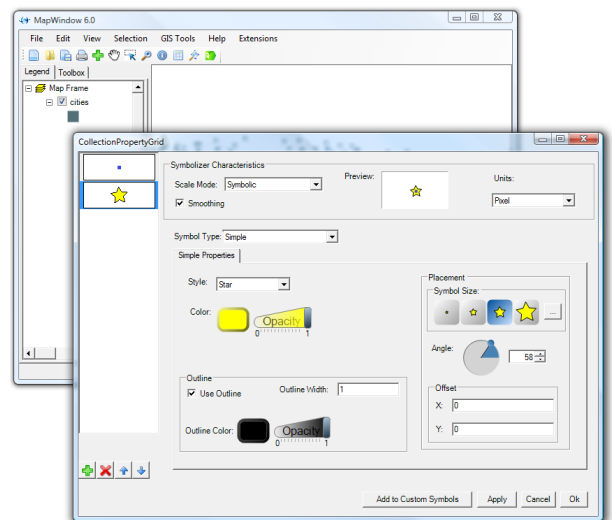 MapWindow 6.0
File Edit View Selection GIS Tools Help Extensions
Legend Toolbox
Map Frame
cities
CollectionPropertyGrid
Symbolizer Characteristics
Scale Mode: Symbolic
Preview:
Units:
Smoothing
Pixel
Symbol Type: Simple
Simple Properties
Style: Star
Placement
Symbol Size:
...
Color:
Opacity
0 1
Angle:
58
Outline
Use Outline
Outline Width: 1
Offset
X: 0
Outline Color:
Opacity
0 1
Y: 0
Add to Custom Symbols Apply Cancel Ok